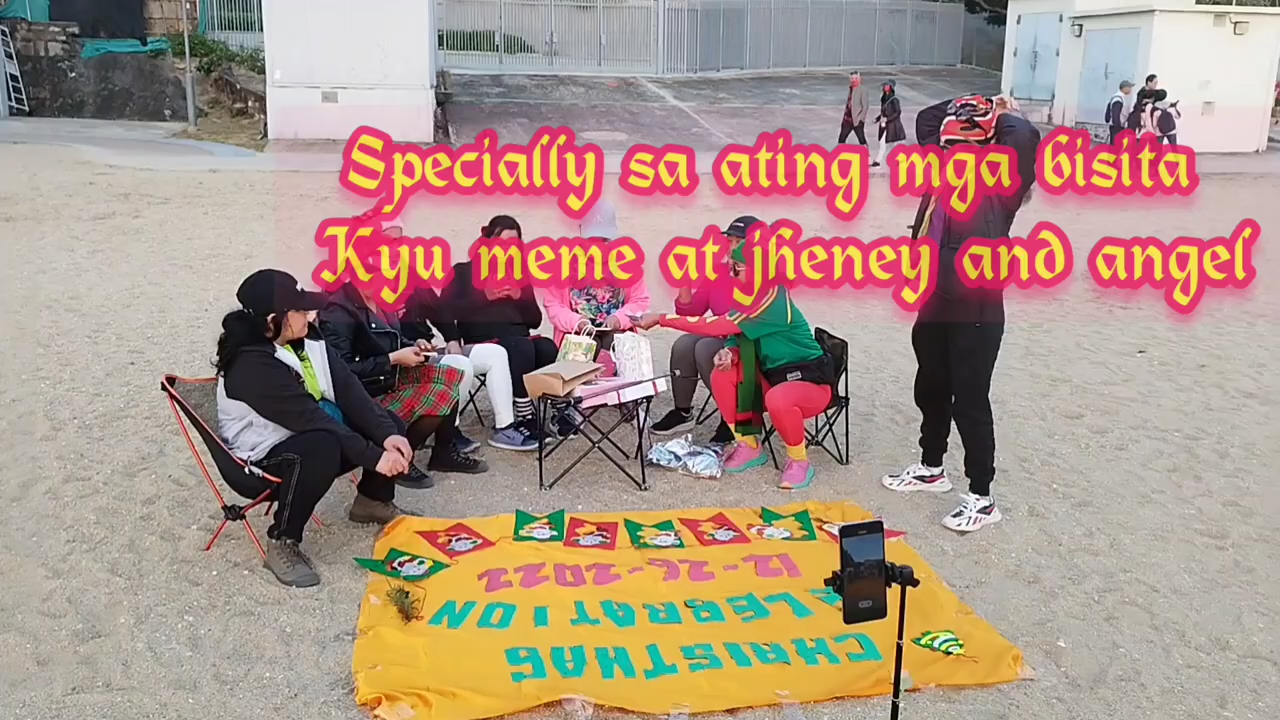 Specially sa ating mga bisita
Kyu meme at jheney and angel
CHRISTMAS
CELEBRATION
12-26-2022